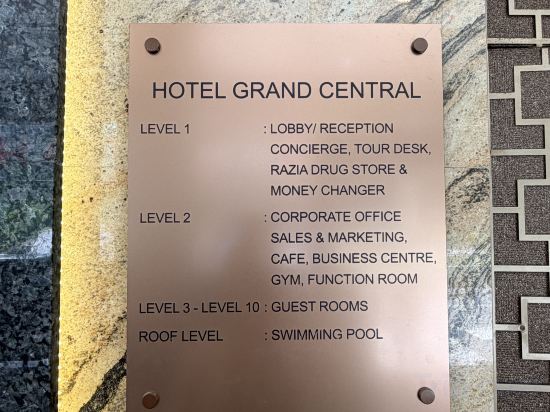 HOTEL GRAND CENTRAL
LEVEL 1 : LOBBY/ RECEPTION
CONCIERGE, TOUR DESK,
RAZIA DRUG STORE &
MONEY CHANGER
LEVEL 2 : CORPORATE OFFICE
SALES & MARKETING,
CAFE, BUSINESS CENTRE,
GYM, FUNCTION ROOM
LEVEL 3 - LEVEL 10 : GUEST ROOMS
ROOF LEVEL : SWIMMING POOL